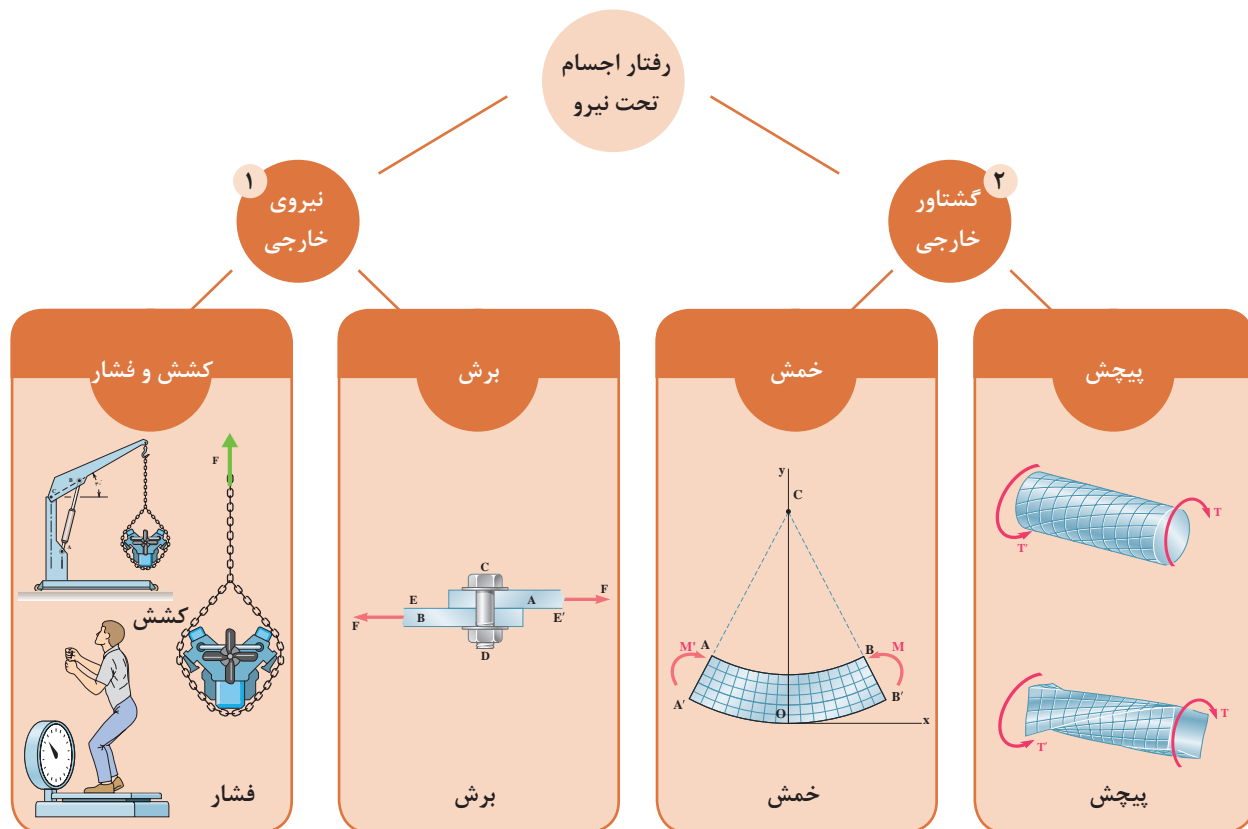 رفتار اجسام
تحت نیرو
۱
نیروی
خارجی
۲
گشتاور
خارجی
کشش و فشار
برش
خمش
پیچش
F
B
C
A
کشش
فشار
C
E
A
F
F
B
E′
D
برش
y
C
M'
A
B
M
A′
O
B′
x
خمش
T
T′
T
T′
پیچش